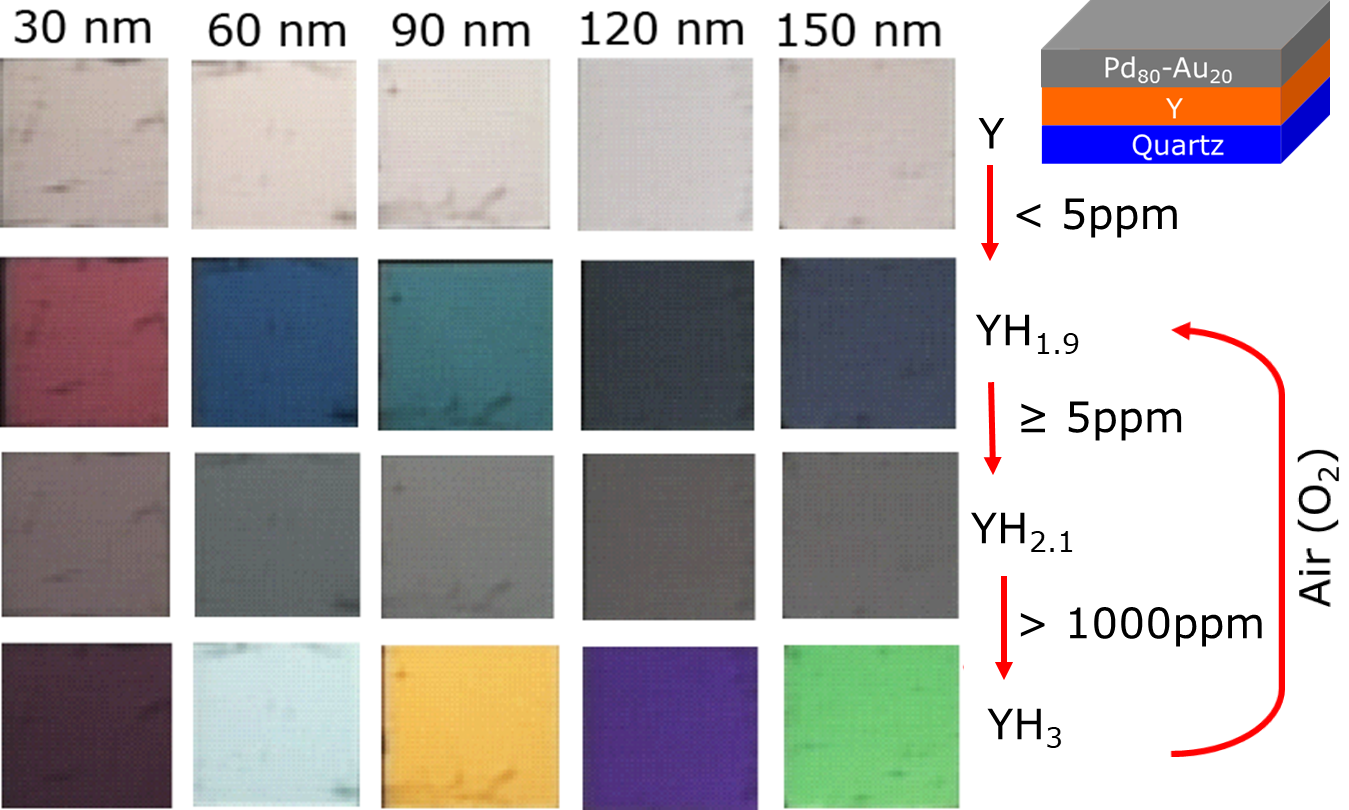 30 nm 60 nm 90 nm 120 nm 150 nm
Pd₈₀-Au₂₀
Y
Quartz
Y
< 5ppm
YH₁.₉
≥ 5ppm
YH₂.₁
> 1000ppm
YH₃
Air (O₂)